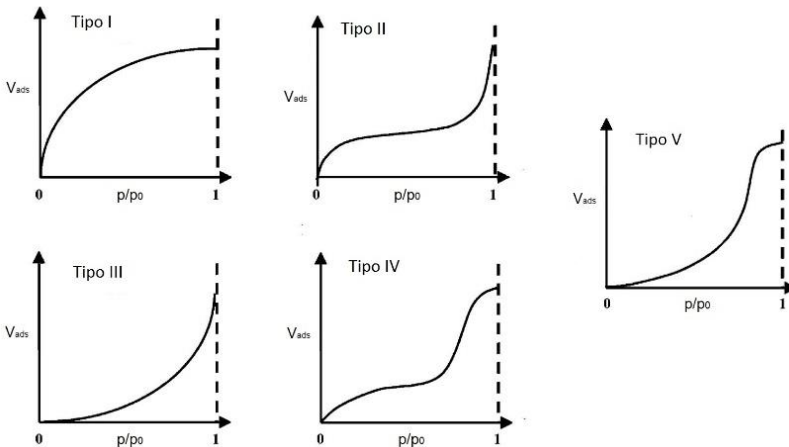 Tipo I
Vads
0 p/p0 1
Tipo II
Vads
0 p/p0 1
Tipo III
Vads
0 p/p0 1
Tipo IV
Vads
0 p/p0 1
Tipo V
Vads
0 p/p0 1